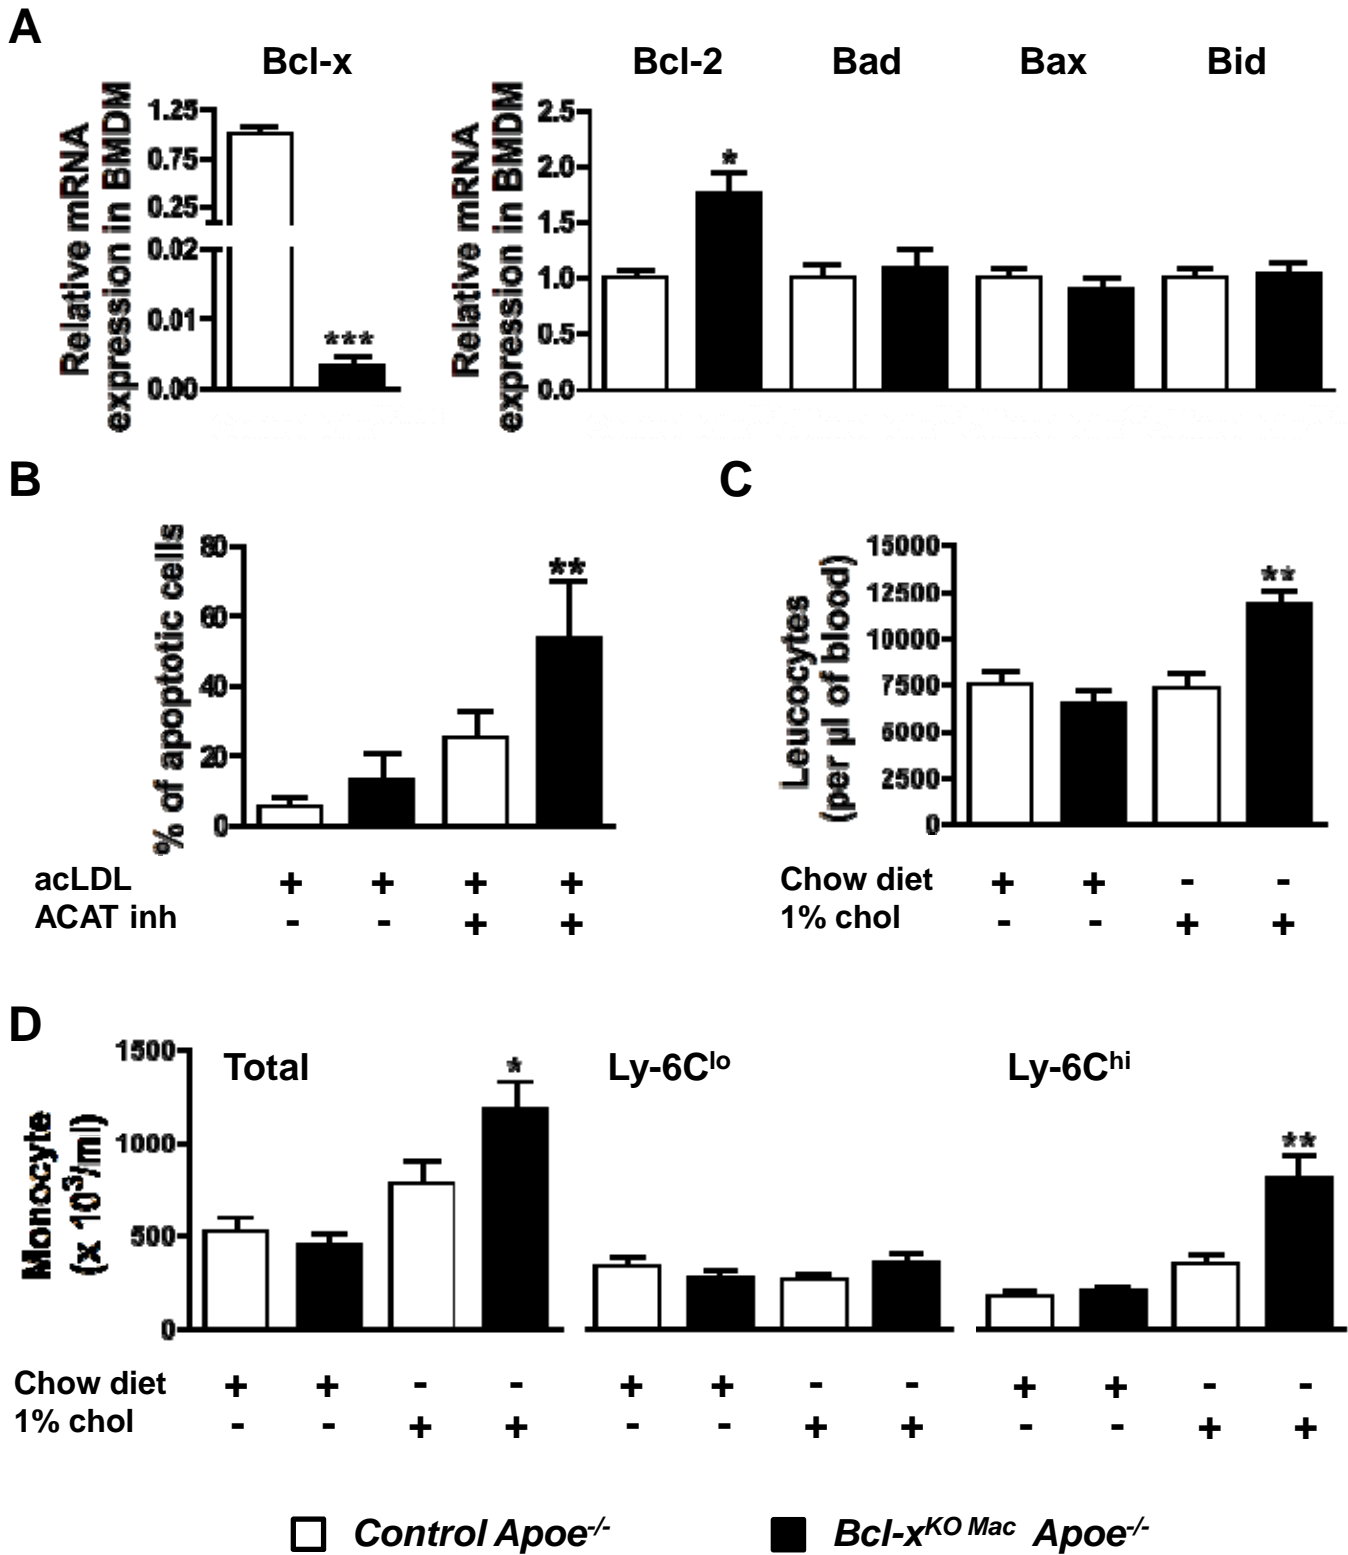 A
Bcl-x
Bcl-2 Bad Bax Bid
Relative mRNA
expression in BMDM
1.25
0.75
0.25
0.02
0.01
0.00
***
Relative mRNA
expression in BMDM
2.5
2.0
1.5
1.0
0.5
0.0
*
B
% of apoptotic cells
80
60
40
20
0
**
acLDL + + + +
ACAT inh - - + +
C
Leucocytes
(per µl of blood)
15000
12500
10000
7500
5000
2500
0
**
Chow diet + + - -
1% chol - - + +
D
Monocyte
(x 10³/ml)
1500
1000
500
0
Total
*
Ly-6Cˡᵒ
Ly-6Cʰⁱ
**
Chow diet + + - - + + - - + + - -
1% chol - - + + - - + + - - + +
Control Apoe-/-
Bcl-xKO Mac Apoe-/-